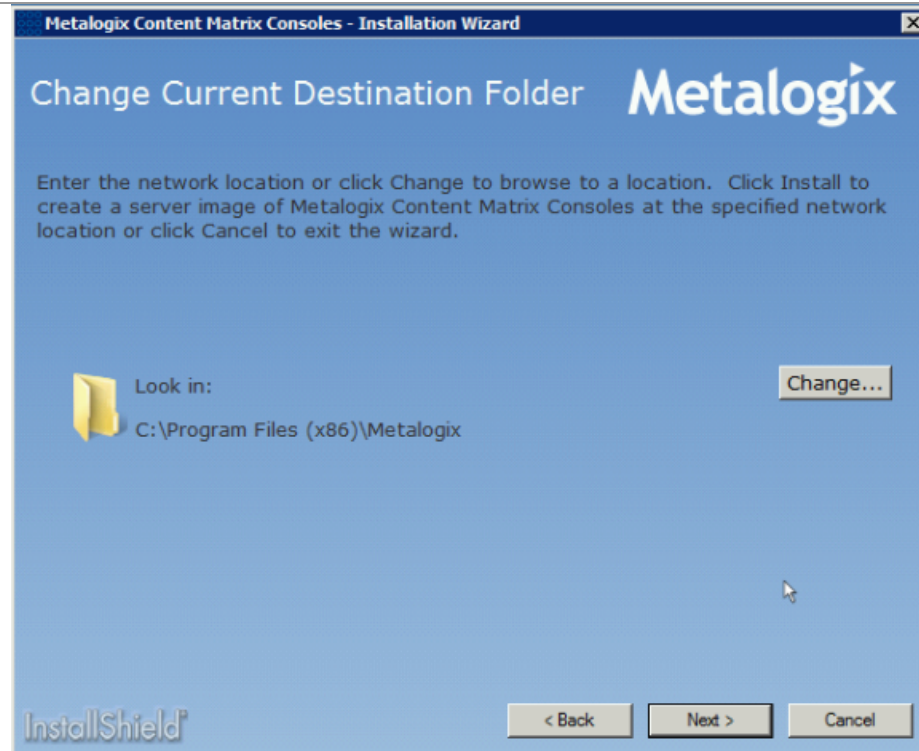 Metalogix Content Matrix Consoles - Installation Wizard
Change Current Destination Folder
Metalogix
Enter the network location or click Change to browse to a location.  Click Install to
create a server image of Metalogix Content Matrix Consoles at the specified network
location or click Cancel to exit the wizard.
Look in:
Change...
C:\Program Files (x86)\Metalogix
InstallShield
< Back
Next >
Cancel